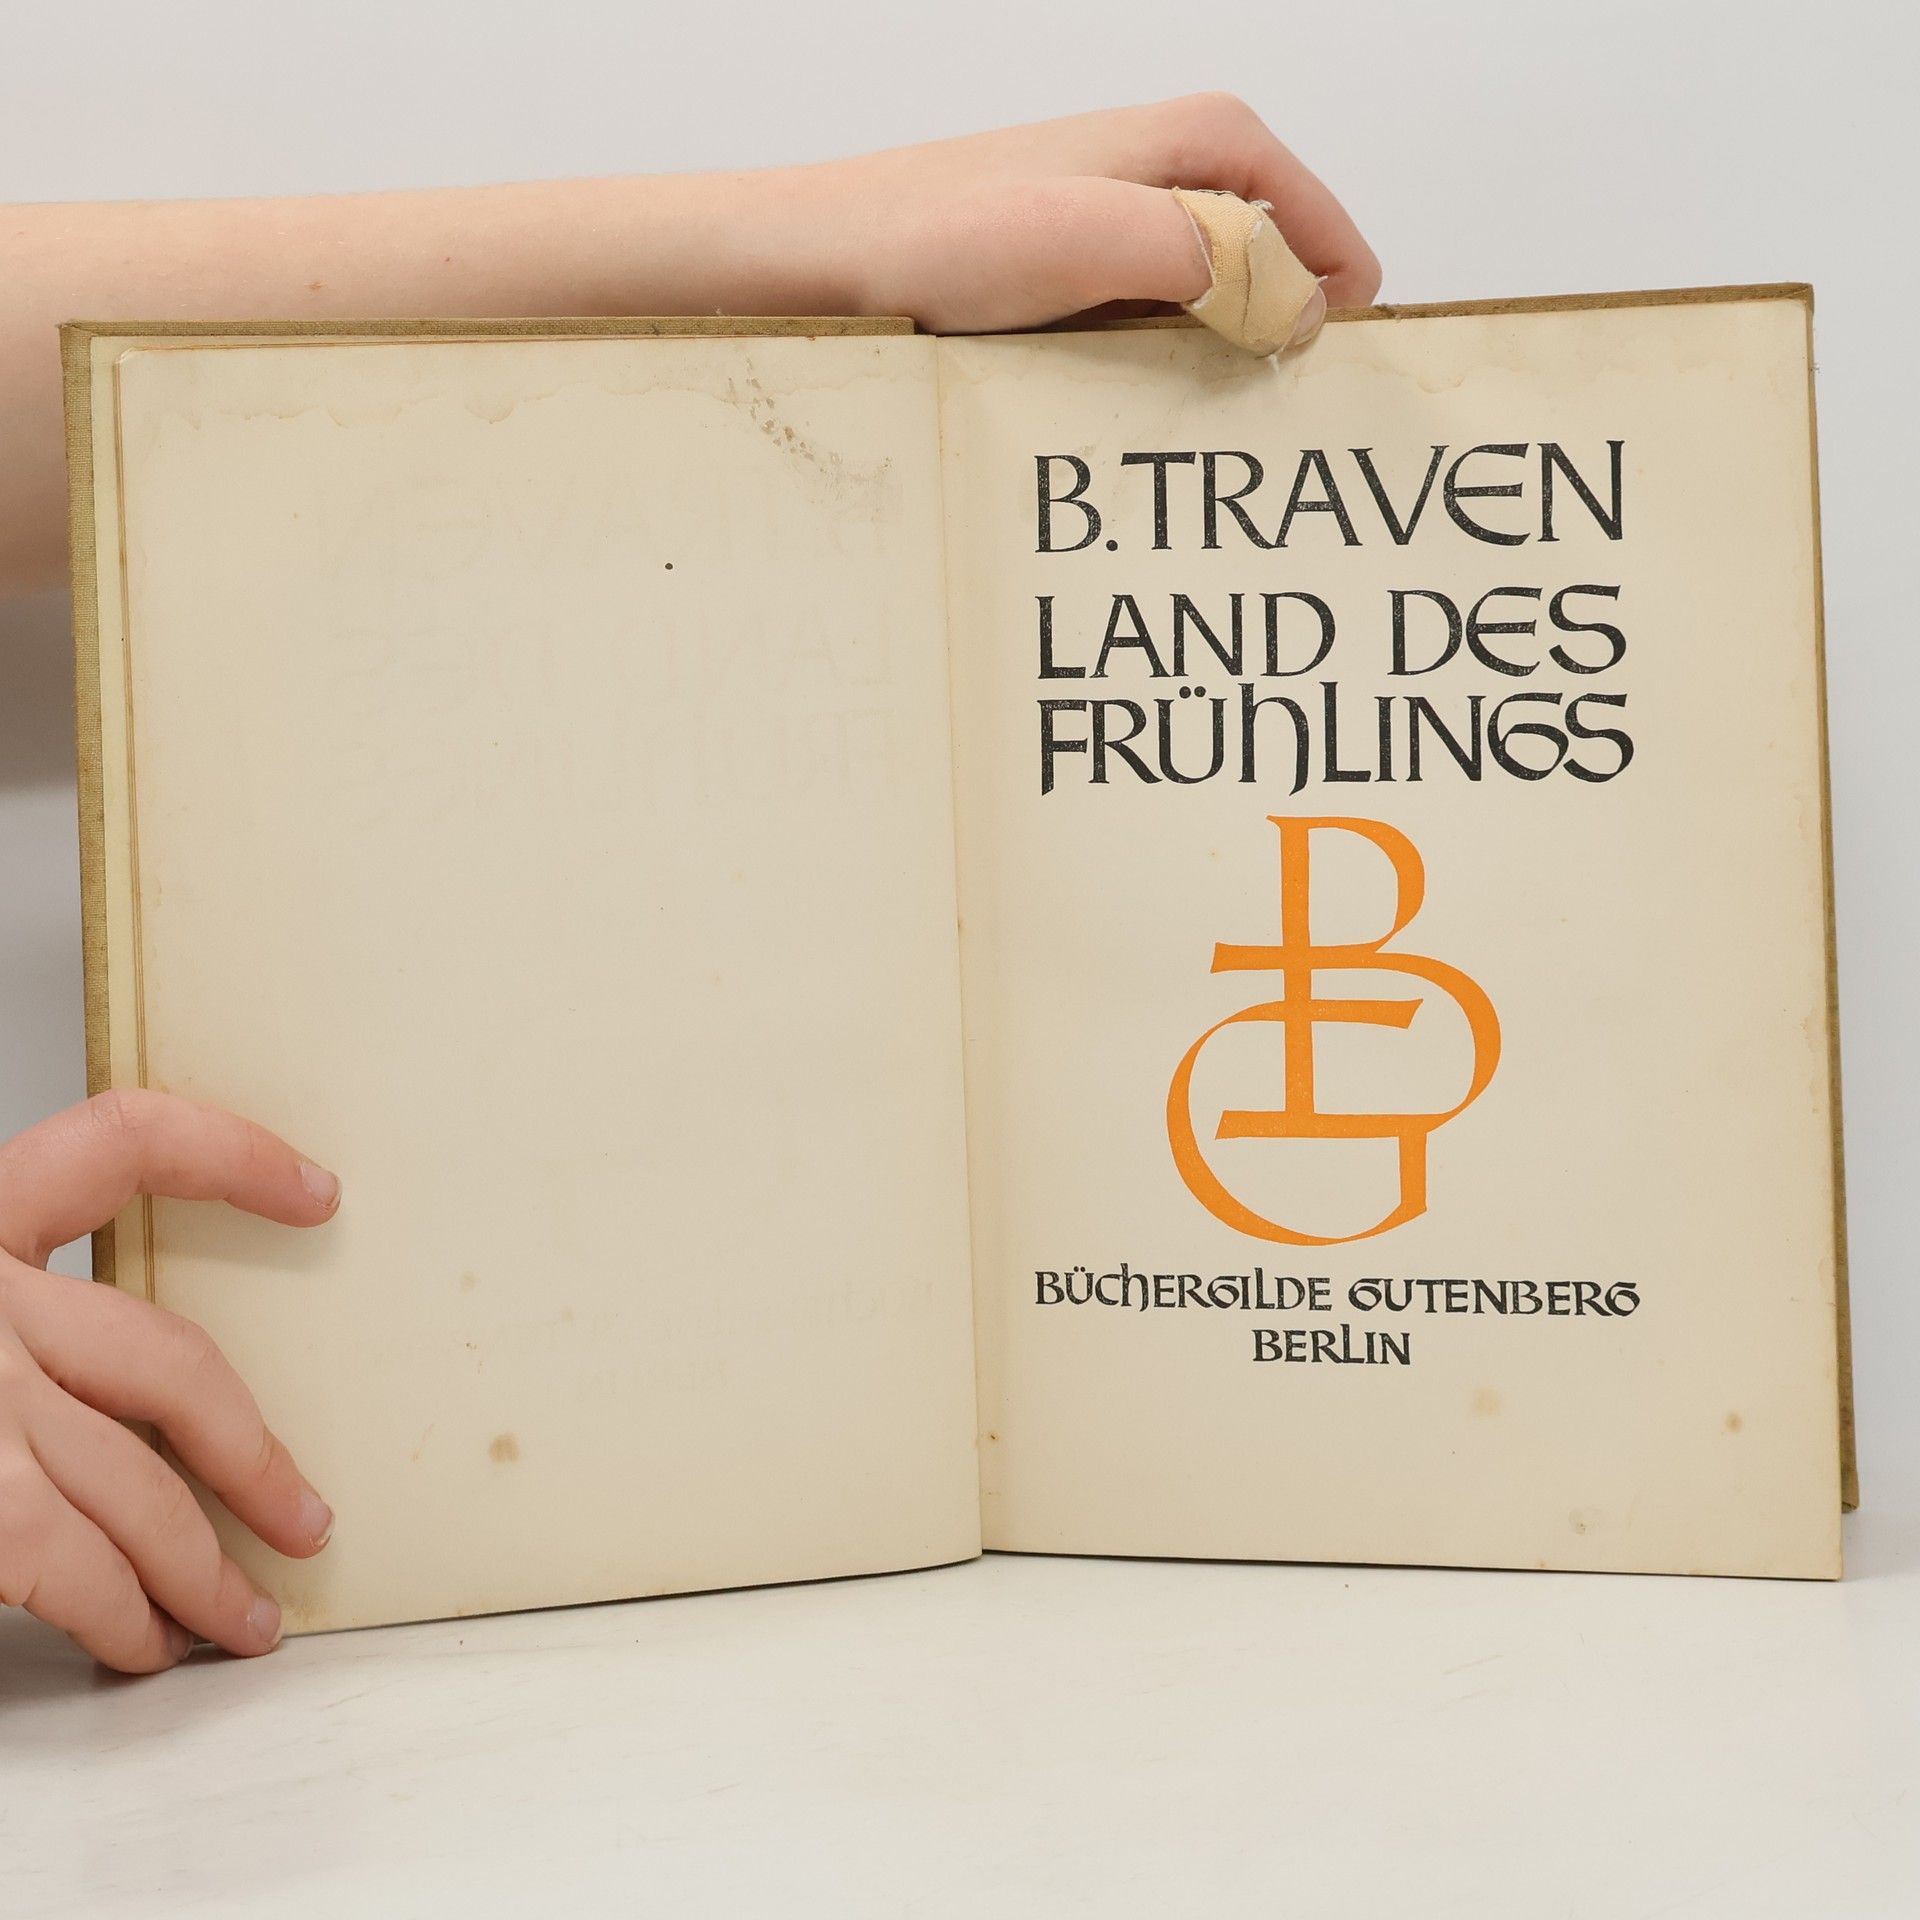 B. TRAVEN
LAND DES
FRÜHLINGS
BG
BÜCHERGILDE GUTENBERG
BERLIN